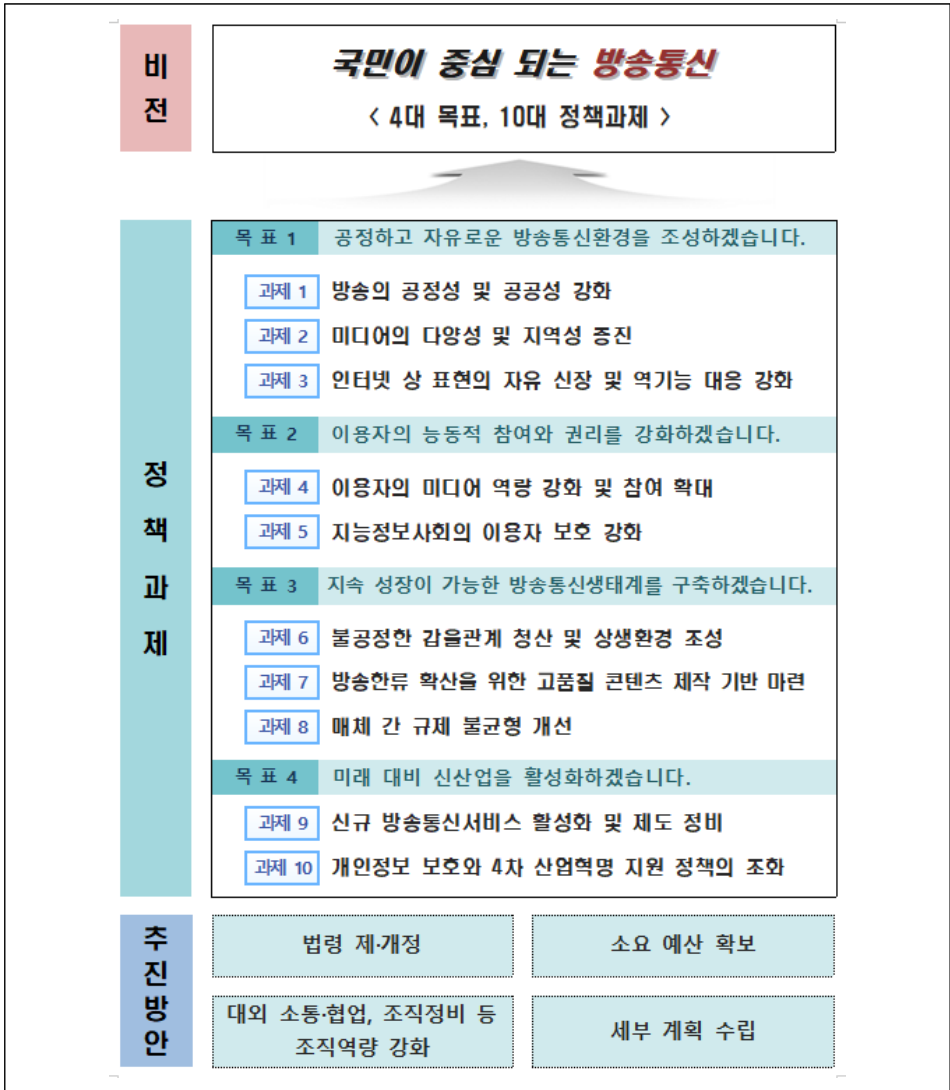 비전
국민이 중심 되는 방송통신
< 4대 목표, 10대 정책과제 >
정책과제
목 표 1 공정하고 자유로운 방송통신환경을 조성하겠습니다.
과제 1 방송의 공정성 및 공공성 강화
과제 2 미디어의 다양성 및 지역성 증진
과제 3 인터넷 상 표현의 자유 신장 및 역기능 대응 강화
목 표 2 이용자의 능동적 참여와 권리를 강화하겠습니다.
과제 4 이용자의 미디어 역량 강화 및 참여 확대
과제 5 지능정보사회의 이용자 보호 강화
목 표 3 지속 성장이 가능한 방송통신생태계를 구축하겠습니다.
과제 6 불공정한 갑을관계 청산 및 상생환경 조성
과제 7 방송한류 확산을 위한 고품질 콘텐츠 제작 기반 마련
과제 8 매체 간 규제 불균형 개선
목 표 4 미래 대비 신산업을 활성화하겠습니다.
과제 9 신규 방송통신서비스 활성화 및 제도 정비
과제 10 개인정보 보호와 4차 산업혁명 지원 정책의 조화
추진방안
법령 제·개정
소요 예산 확보
대외 소통·협업, 조직정비 등
조직역량 강화
세부 계획 수립